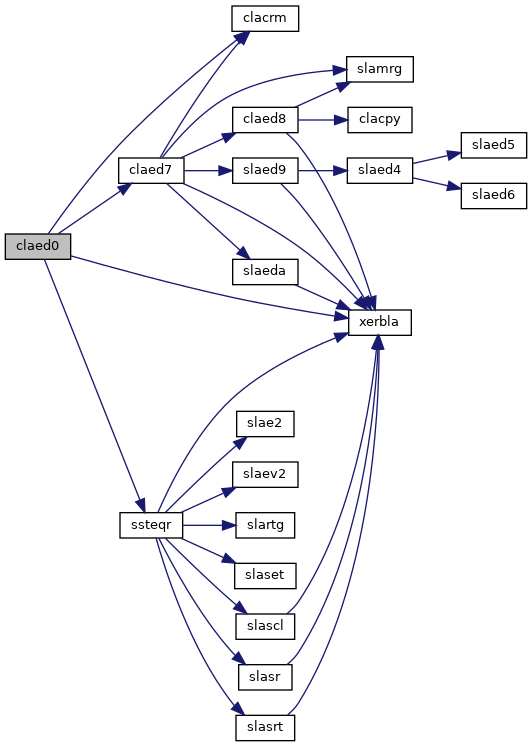 clacrm
slamrg
claed8
clacpy
slaed5
claed7
slaed9
slaed4
slaed6
claed0
slaeda
xerbla
slae2
slaev2
ssteqr
slartg
slaset
slascl
slasr
slasrt